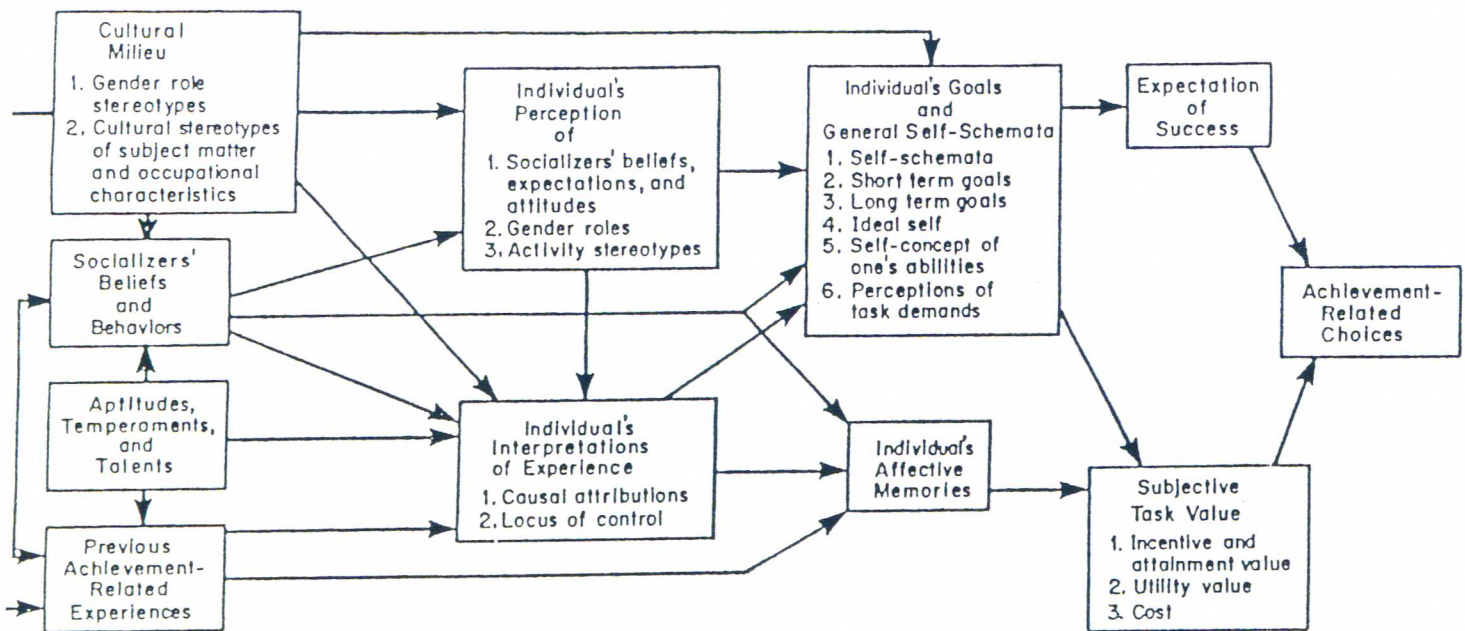 Cultural
Milieu
1. Gender role
stereotypes
2. Cultural stereotypes
of subject matter
and occupational
characteristics
Socializers'
Beliefs
and
Behaviors
Aptitudes,
Temperaments,
and
Talents
Previous
Achievement-
Related
Experiences
Individual's
Perception
of
1. Socializers' beliefs,
expectations, and
attitudes
2. Gender roles
3. Activity stereotypes
Individual's
Interpretations
of Experience
1. Causal attributions
2. Locus of control
Individual's Goals
and
General Self-Schemata
1. Self-schemata
2. Short term goals
3. Long term goals
4. Ideal self
5. Self-concept of
one's abilities
6. Perceptions of
task demands
Individual's
Affective
Memories
Expectation
of
Success
Subjective
Task Value
1. Incentive and
attainment value
2. Utility value
3. Cost
Achievement-
Related
Choices